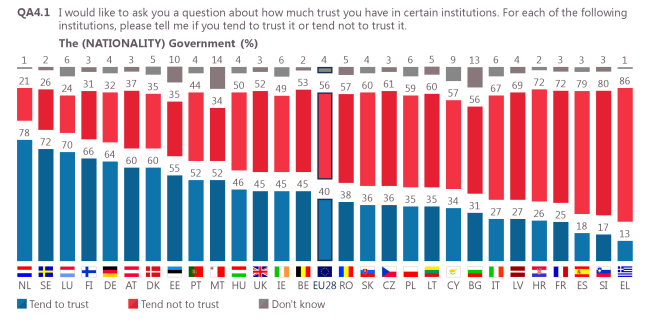 QA4.1 I would like to ask you a question about how much trust you have in certain institutions. For each of the following
institutions, please tell me if you tend to trust it or tend not to trust it.
The (NATIONALITY) Government (%)
1 2 6 3 4 3 5 10 4 14 4 3 6 2 4 5 4 3 6 5 9 13 6 4 2 3 3 3 1
21 26 24 31 32 37 35 35 44 34 50 52 49 53 56 57 60 61 59 60 57 56 67 69 72 72 79 80 86
78 72 70 66 64 60 60 55 52 52 46 45 45 45 40 38 36 36 35 35 34 31 27 27 26 25 18 17 13
NL SE LU FI DE AT DK EE PT MT HU UK IE BE EU28 RO SK CZ PL LT CY BG IT LV HR FR ES SI EL
Tend to trust Tend not to trust Don't know